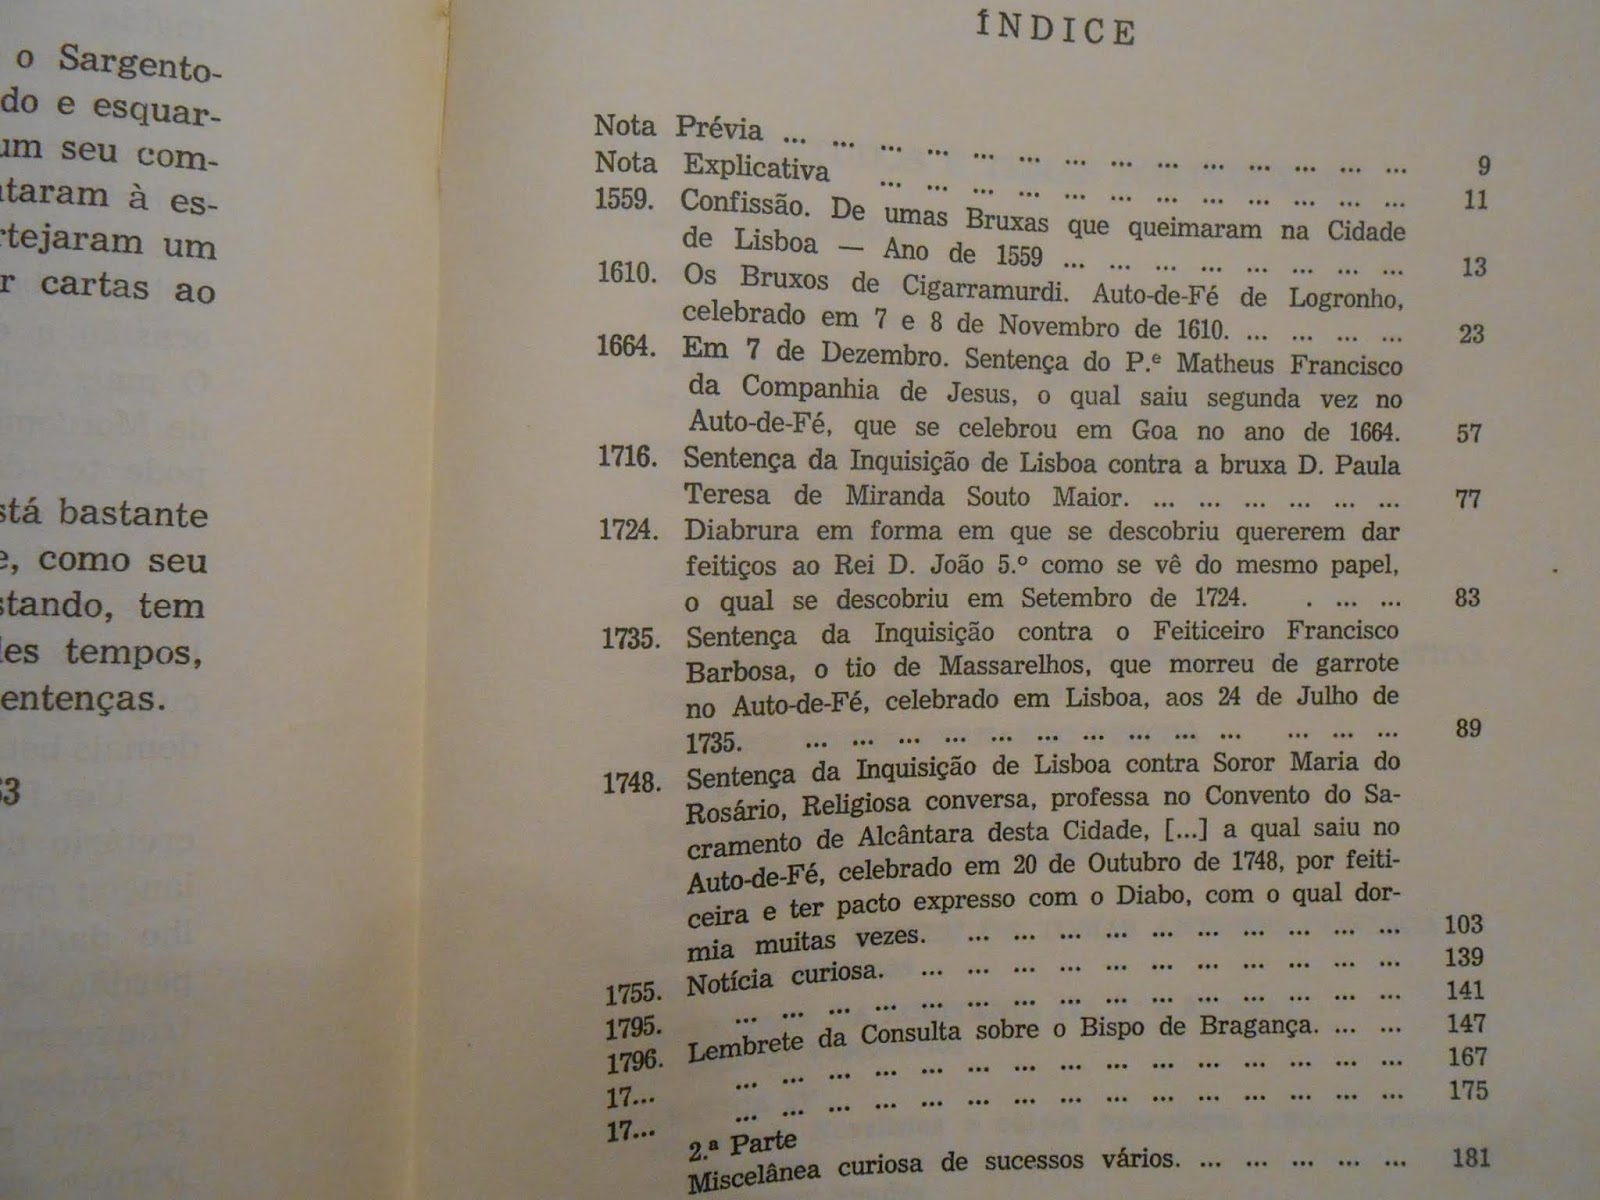 o Sargento-
do e esquar-
um seu com-
taram à es-
rtejaram um
r cartas ao
stá bastante
e, como seu
stando, tem
les tempos,
entenças.
63
ÍNDICE
Nota Prévia ... ... ... ... ... ... ... ... ... ... ... ... ... ... 9
Nota Explicativa ... ... ... ... ... ... ... ... ... ... ... ... 11
1559. Confissão. De umas Bruxas que queimaram na Cidade
de Lisboa — Ano de 1559 ... ... ... ... ... ... ... ... 13
1610. Os Bruxos de Cigarramurdi. Auto-de-Fé de Logronho,
celebrado em 7 e 8 de Novembro de 1610. ... ... ... ... 23
1664. Em 7 de Dezembro. Sentença do P.e Matheus Francisco
da Companhia de Jesus, o qual saiu segunda vez no
Auto-de-Fé, que se celebrou em Goa no ano de 1664. 57
1716. Sentença da Inquisição de Lisboa contra a bruxa D. Paula
Teresa de Miranda Souto Maior. ... ... ... ... ... ... 77
1724. Diabrura em forma em que se descobriu quererem dar
feitiços ao Rei D. João 5.º como se vê do mesmo papel,
o qual se descobriu em Setembro de 1724. . ... ... 83
1735. Sentença da Inquisição contra o Feiticeiro Francisco
Barbosa, o tio de Massarelhos, que morreu de garrote
no Auto-de-Fé, celebrado em Lisboa, aos 24 de Julho de
1735. ... ... ... ... ... ... ... ... ... ... ... ... ... 89
1748. Sentença da Inquisição de Lisboa contra Soror Maria do
Rosário, Religiosa conversa, professa no Convento do Sa-
cramento de Alcântara desta Cidade, [...] a qual saiu no
Auto-de-Fé, celebrado em 20 de Outubro de 1748, por feiti-
ceira e ter pacto expresso com o Diabo, com o qual dor-
mia muitas vezes. ... ... ... ... ... ... ... ... ... ... 103
1755. Notícia curiosa. ... ... ... ... ... ... ... ... ... ... ... 139
1795. ... ... ... ... ... ... ... ... ... ... ... ... ... ... ... 141
1796. Lembrete da Consulta sobre o Bispo de Bragança. ... ... 147
17... ... ... ... ... ... ... ... ... ... ... ... ... ... ... ... 167
17... ... ... ... ... ... ... ... ... ... ... ... ... ... ... ... 175
2.ª Parte
Miscelânea curiosa de sucessos vários. ... ... ... ... ... 181